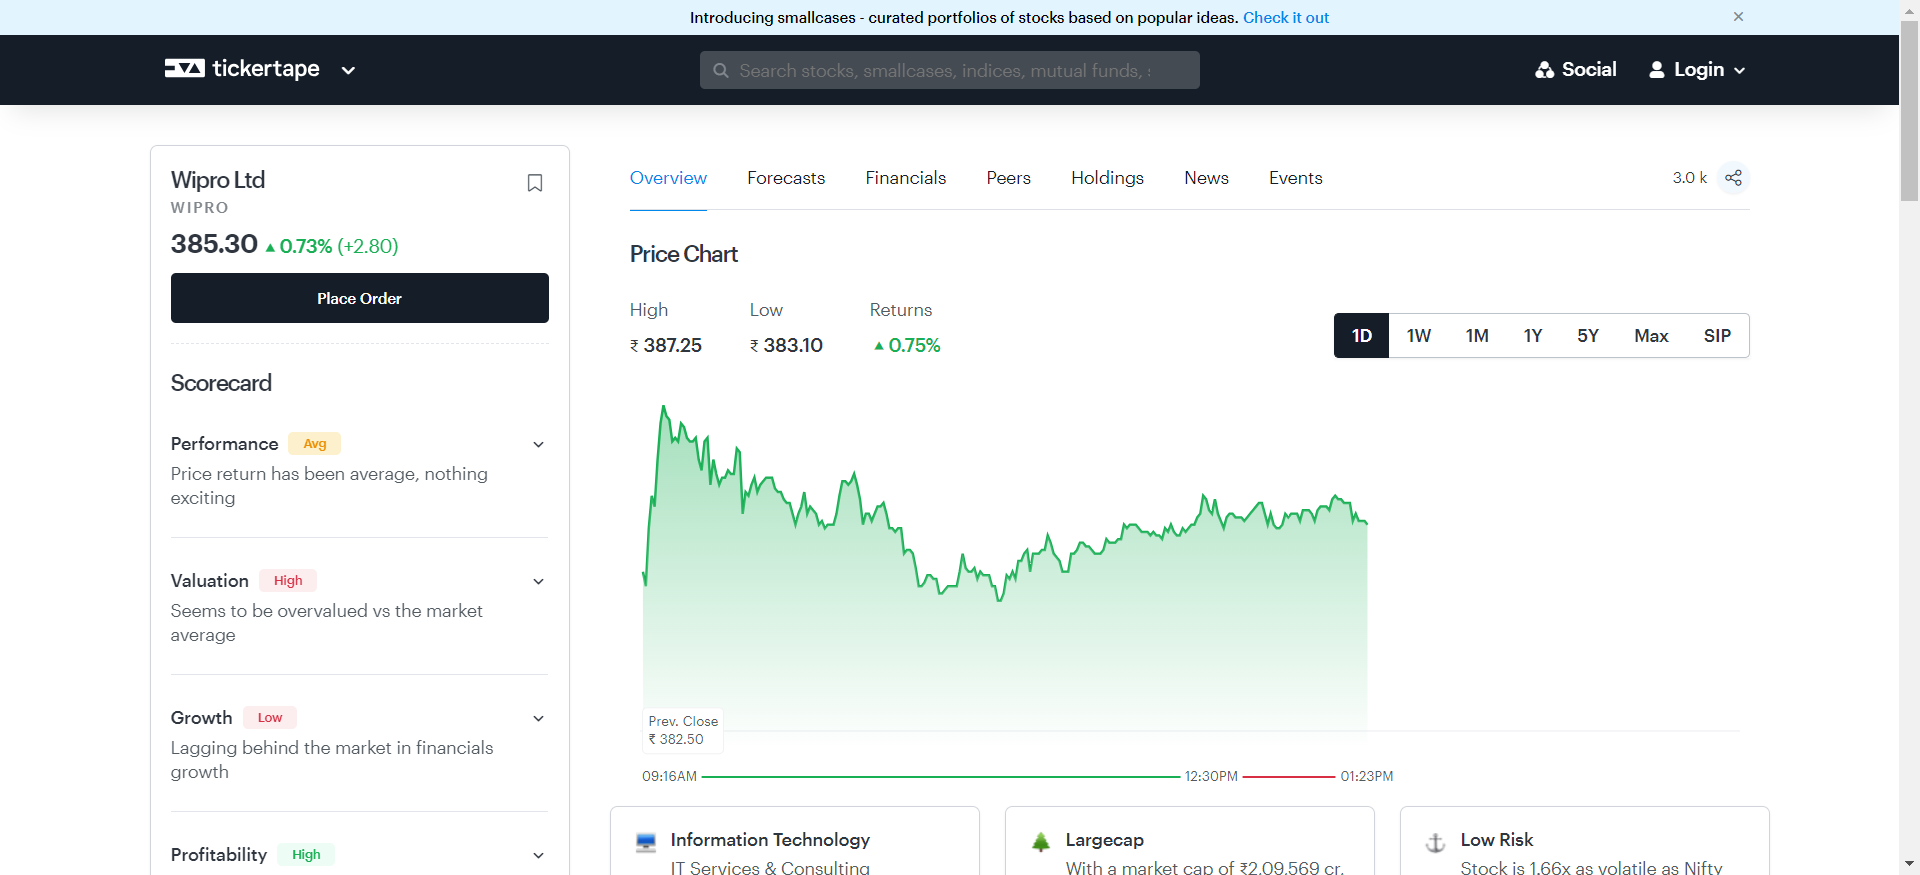 Introducing smallcases - curated portfolios of stocks based on popular ideas. Check it out
tickertape
Search stocks, smallcases, indices, mutual funds, :
Social
Login
Wipro Ltd
WIPRO
385.30 ▲ 0.73% (+2.80)
Place Order
Scorecard
Performance Avg
Price return has been average, nothing
exciting
Valuation High
Seems to be overvalued vs the market
average
Growth Low
Lagging behind the market in financials
growth
Profitability High
Overview Forecasts Financials Peers Holdings News Events
3.0 k
Price Chart
High Low Returns
₹ 387.25 ₹ 383.10 ▲ 0.75%
1D 1W 1M 1Y 5Y Max SIP
Prev. Close
₹ 382.50
09:16AM 12:30PM 01:23PM
Information Technology
IT Services & Consulting
Largecap
With a market cap of ₹2,09,569 cr.
Low Risk
Stock is 1.66x as volatile as Nifty